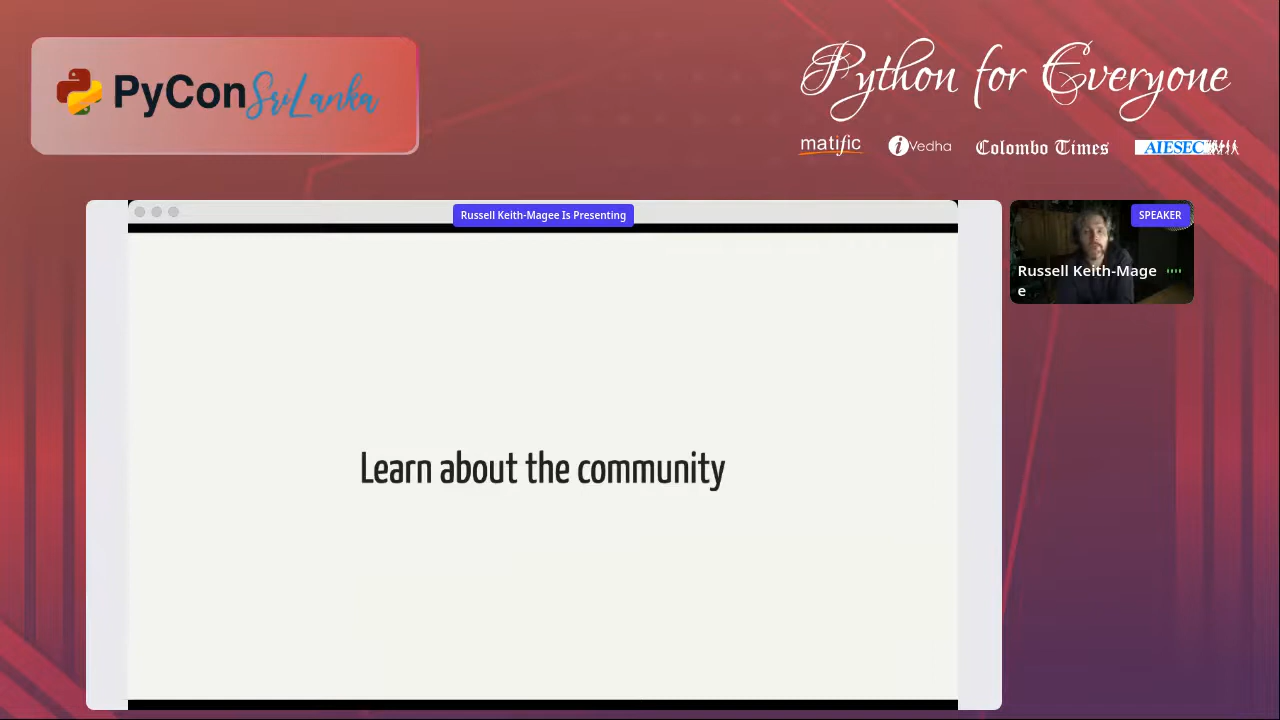 PyCon SriLanka
Python for Everyone
matific
iVedha
Colombo Times
AIESEC
Russell Keith-Magee Is Presenting
SPEAKER
Russell Keith-Mage
e
Learn about the community